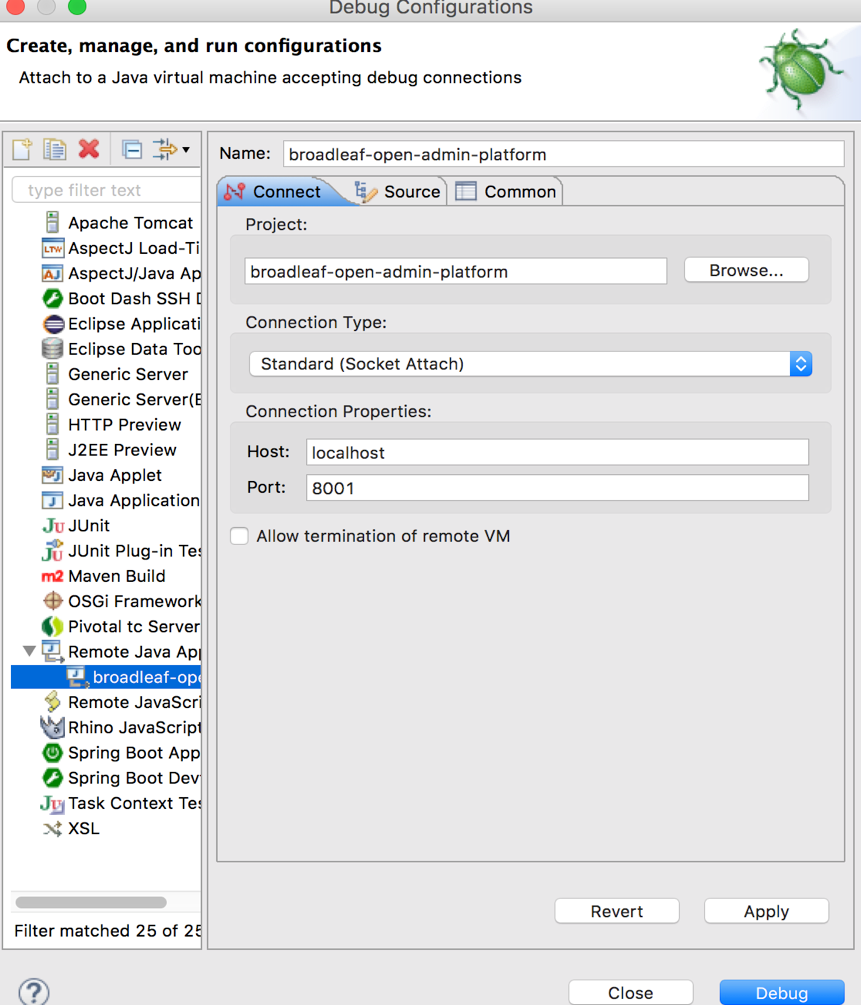 Debug Configurations
Create, manage, and run configurations
Attach to a Java virtual machine accepting debug connections
type filter text
Apache Tomcat
LTW AspectJ Load-Ti
AJ AspectJ/Java Ap
Boot Dash SSH D
Eclipse Applicati
Eclipse Data Too
Generic Server
Generic Server(E
HTTP Preview
J2EE Preview
Java Applet
J Java Application
Ju JUnit
Ju JUnit Plug-in Tes
m2 Maven Build
OSGi Framework
Pivotal tc Server
Remote Java App
broadleaf-ope
Remote JavaScri
Rhino JavaScript
Spring Boot App
Spring Boot Dev
Ju Task Context Tes
XSL
Filter matched 25 of 25
Name: broadleaf-open-admin-platform
Connect Source Common
Project:
broadleaf-open-admin-platform Browse...
Connection Type:
Standard (Socket Attach)
Connection Properties:
Host: localhost
Port: 8001
Allow termination of remote VM
Revert Apply
? Close Debug